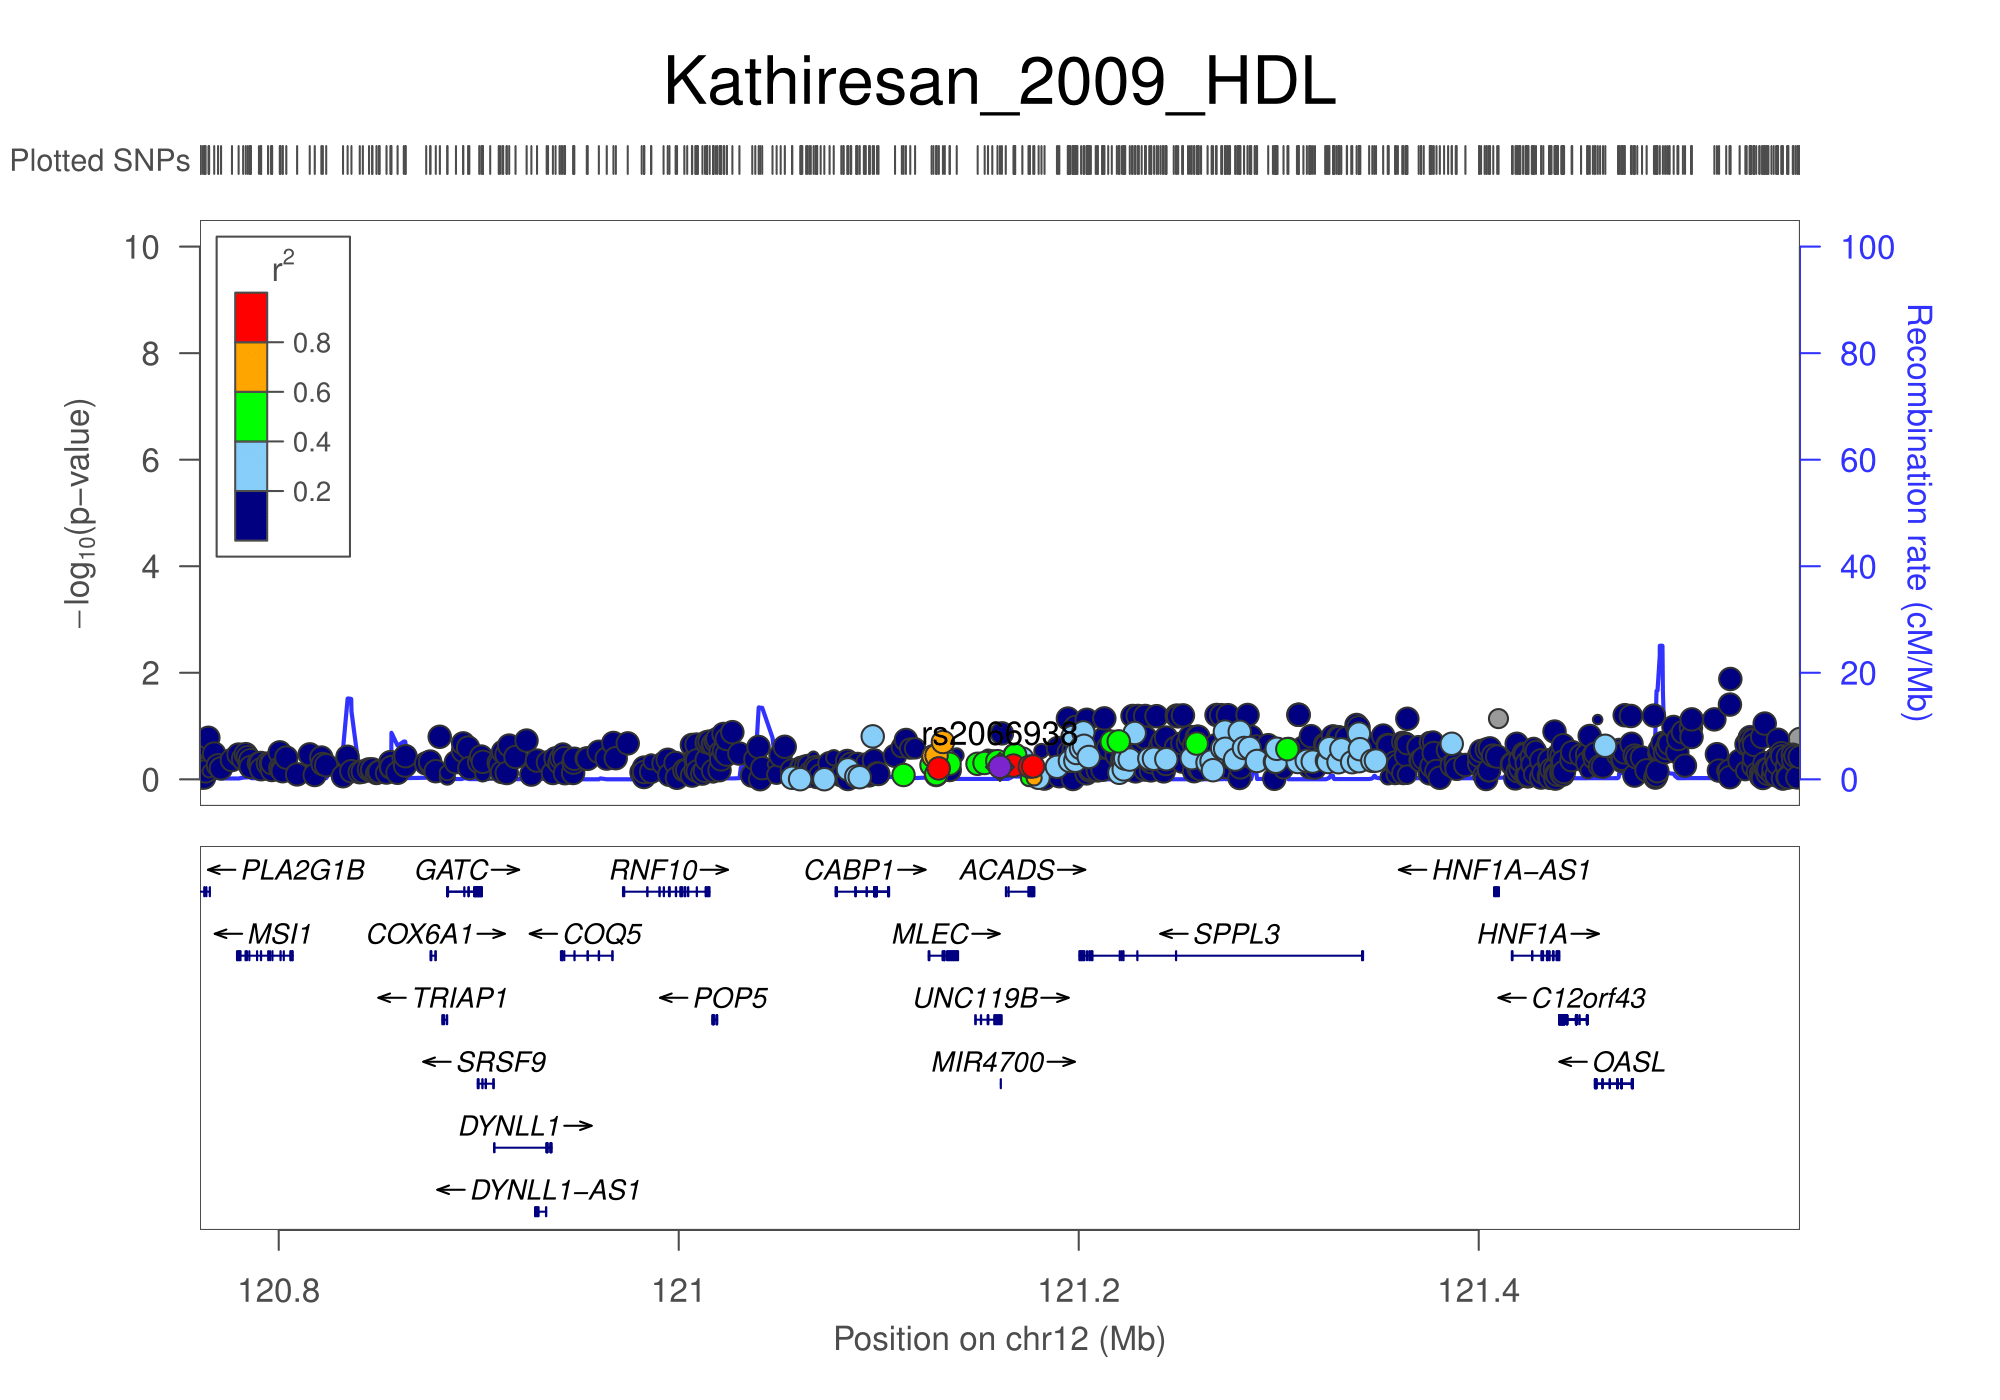 Kathiresan_2009_HDL
Plotted SNPs
10 100
8 80
6 60
4 40
2 20
0 0
−log10(p−value)
Recombination rate (cM/Mb)
r2
0.8
0.6
0.4
0.2
rs2066938
←PLA2G1B GATC→ RNF10→ CABP1→ ACADS→ ←HNF1A−AS1
←MSI1 COX6A1→ ←COQ5 MLEC→ ←SPPL3 HNF1A→
←TRIAP1 ←POP5 UNC119B→ ←C12orf43
←SRSF9 MIR4700→ ←OASL
DYNLL1→
←DYNLL1−AS1
120.8 121 121.2 121.4
Position on chr12 (Mb)